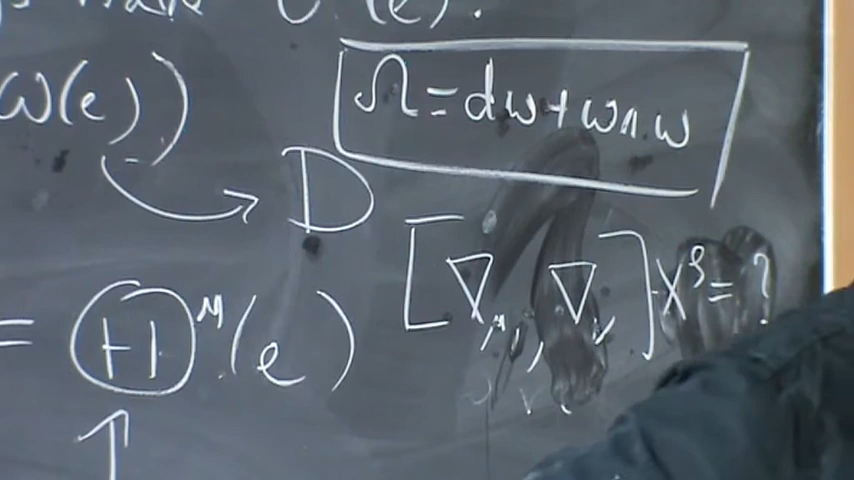 (e).
ω(e))
Ω = dω + ω∧ω
D
[∇μ, ∇ν] X^ρ = ?
= (+1)^M (e)